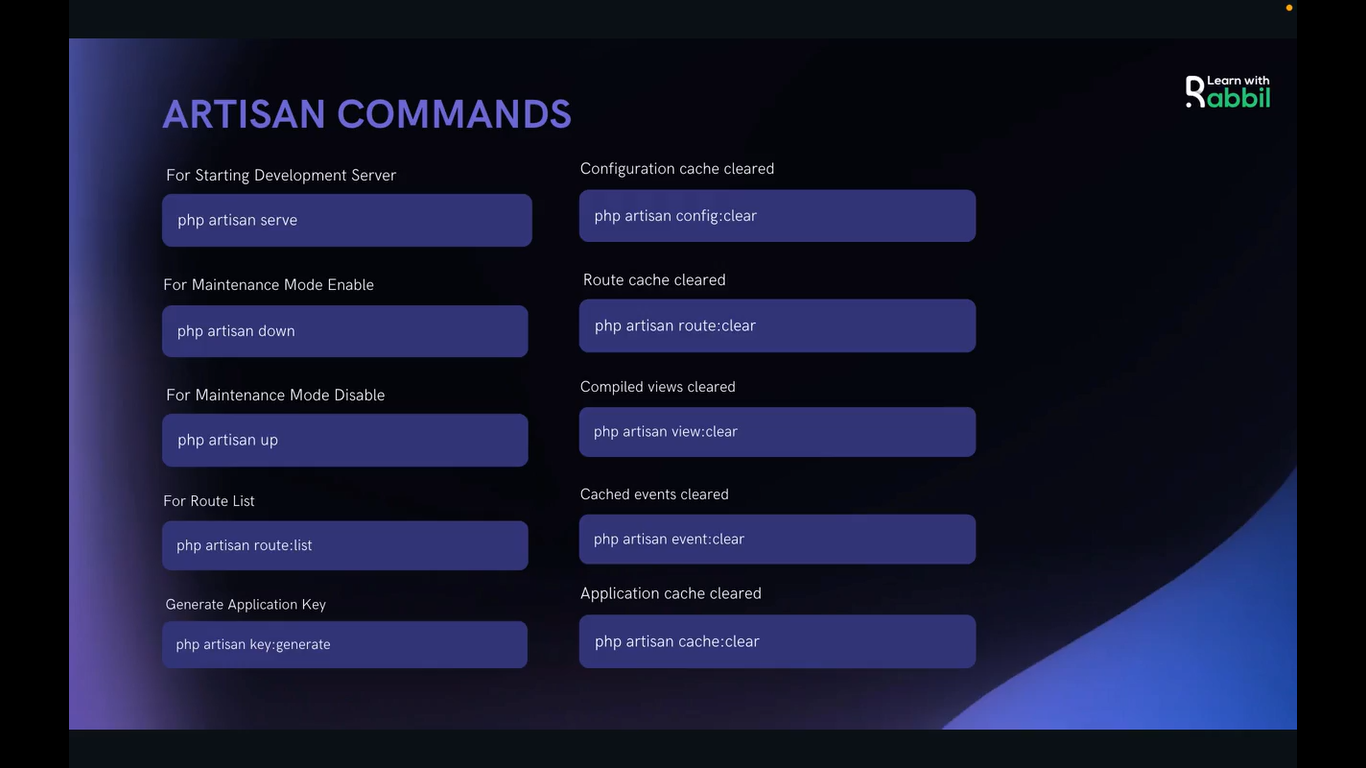 Learn with
Rabbil
ARTISAN COMMANDS
For Starting Development Server
php artisan serve
For Maintenance Mode Enable
php artisan down
For Maintenance Mode Disable
php artisan up
For Route List
php artisan route:list
Generate Application Key
php artisan key:generate
Configuration cache cleared
php artisan config:clear
Route cache cleared
php artisan route:clear
Compiled views cleared
php artisan view:clear
Cached events cleared
php artisan event:clear
Application cache cleared
php artisan cache:clear